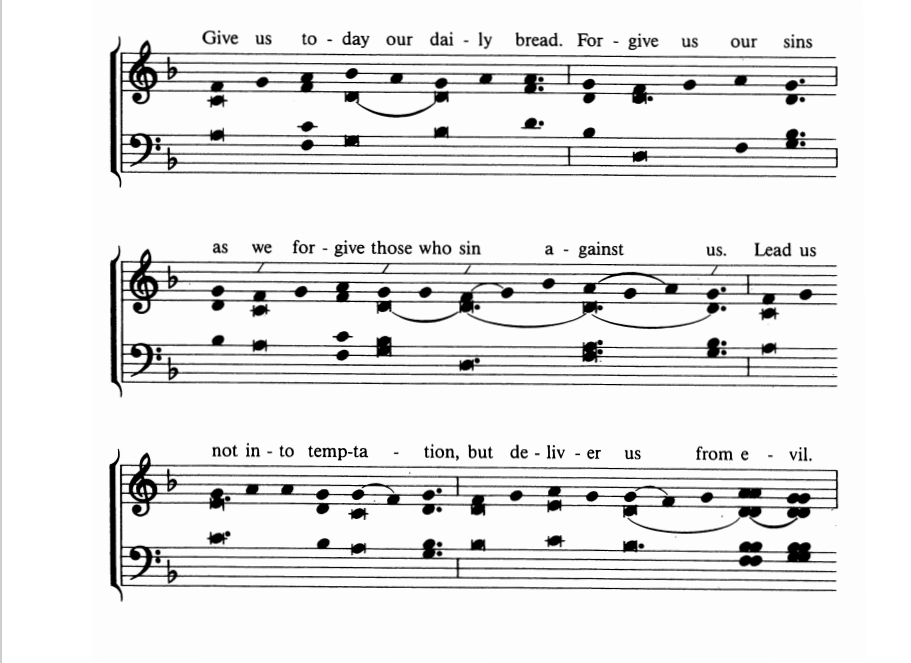 Give us to - day our dai - ly bread. For - give us our sins
as we for - give those who sin a - gainst us. Lead us
not in - to temp-ta - tion, but de - liv - er us from e - vil.